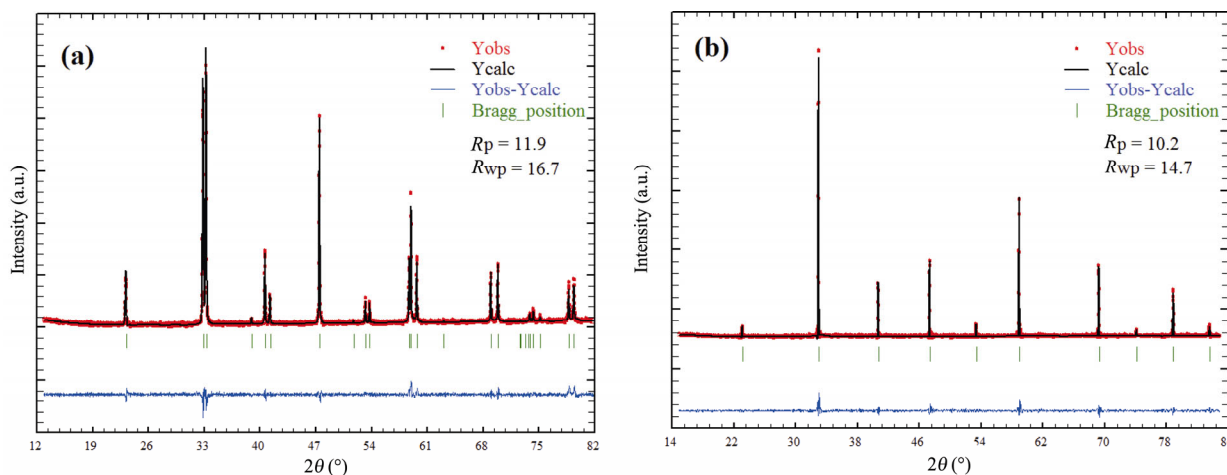 (a)
Yobs
Ycalc
Yobs-Ycalc
Bragg_position
Rp = 11.9
Rwp = 16.7
Intensity (a.u.)
12 19 26 33 40 47 54 61 68 75 82
2θ (°)
(b)
Yobs
Ycalc
Yobs-Ycalc
Bragg_position
Rp = 10.2
Rwp = 14.7
Intensity (a.u.)
14 22 30 38 46 54 62 70 78
2θ (°)